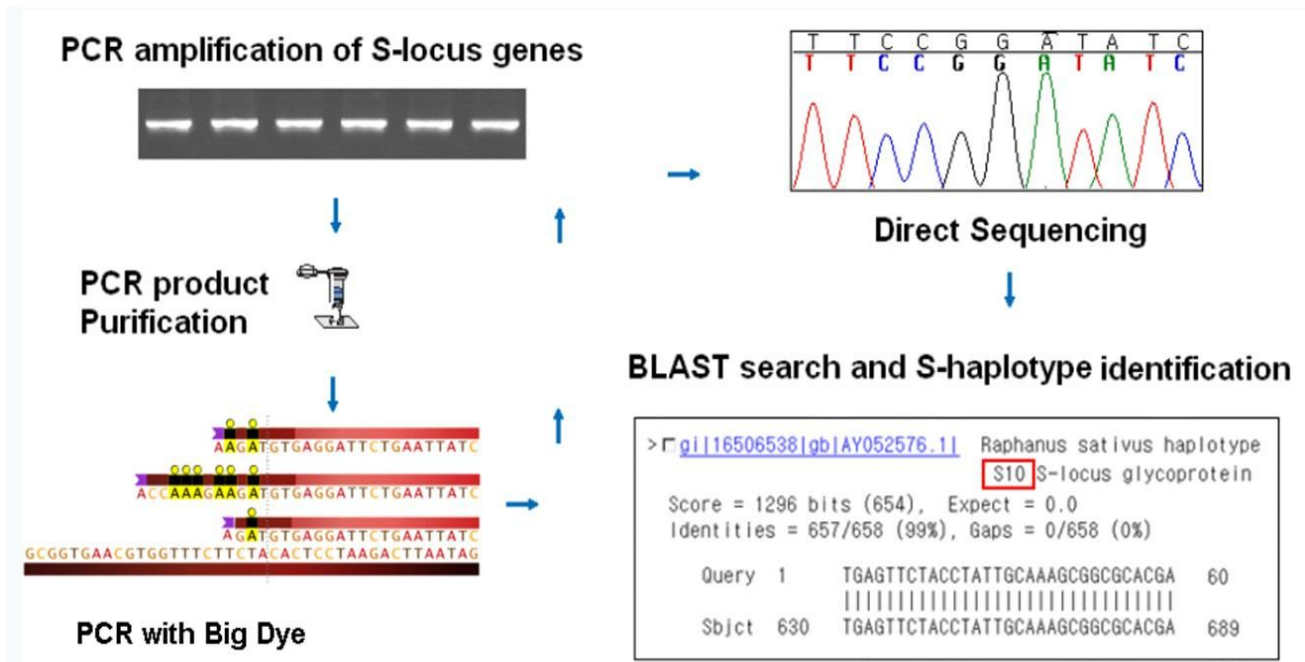 PCR amplification of S-locus genes
PCR product
Purification
AAGATGTGAGGATTCTGAATTATC
ACCAAAGAAGATGTGAGGATTCTGAATTATC
AGATGTGAGGATTCTGAATTATC
GCGGTGAACGTGGTTTCTTCTACACTCCTAAGACTTAATAG
PCR with Big Dye
T T C C G G A T A T C
T T C C G G A T A T C
Direct Sequencing
BLAST search and S-haplotype identification
> gi|16506538|gb|AY052576.1| Raphanus sativus haplotype
S10 S-locus glycoprotein
Score = 1296 bits (654), Expect = 0.0
Identities = 657/658 (99%), Gaps = 0/658 (0%)
Query 1 TGAGTTCTACCTATTGCAAAGCGGCGCACGA 60
Sbjct 630 TGAGTTCTACCTATTGCAAAGCGGCGCACGA 689